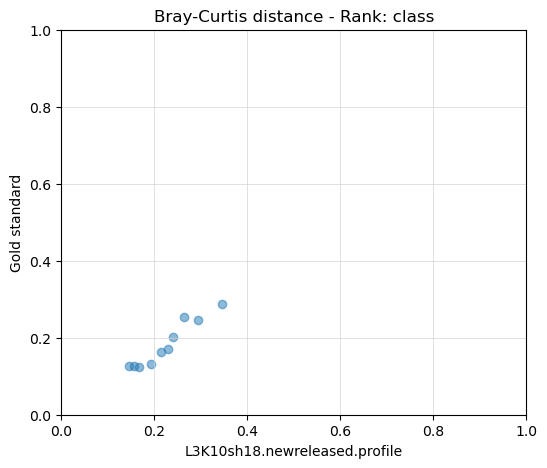 Bray-Curtis distance - Rank: class
1.0
0.8
0.6
0.4
0.2
0.0
Gold standard
0.0 0.2 0.4 0.6 0.8 1.0
L3K10sh18.newreleased.profile